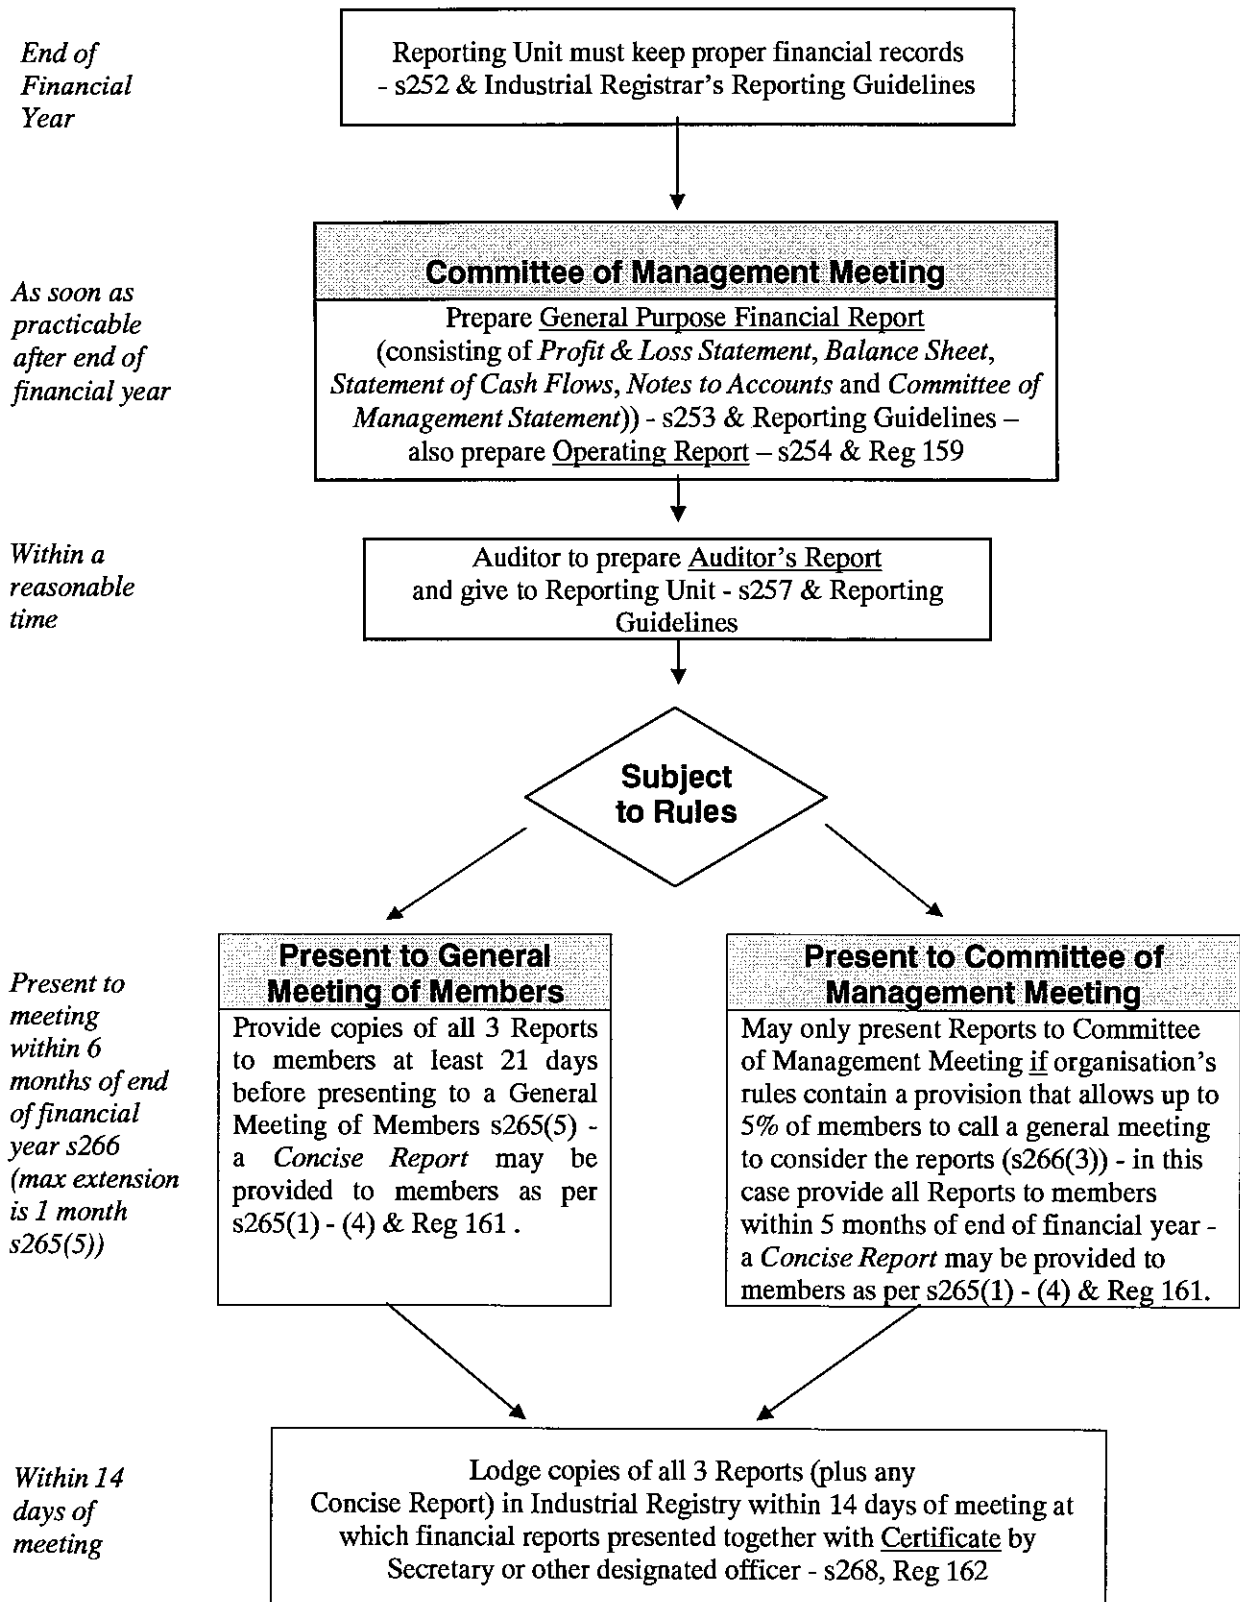 End of
Financial
Year
Reporting Unit must keep proper financial records
- s252 & Industrial Registrar's Reporting Guidelines
As soon as
practicable
after end of
financial year
Committee of Management Meeting
Prepare General Purpose Financial Report
(consisting of Profit & Loss Statement, Balance Sheet,
Statement of Cash Flows, Notes to Accounts and Committee of
Management Statement)) - s253 & Reporting Guidelines –
also prepare Operating Report – s254 & Reg 159
Within a
reasonable
time
Auditor to prepare Auditor's Report
and give to Reporting Unit - s257 & Reporting
Guidelines
Subject
to Rules
Present to
meeting
within 6
months of end
of financial
year s266
(max extension
is 1 month
s265(5))
Present to General
Meeting of Members
Provide copies of all 3 Reports
to members at least 21 days
before presenting to a General
Meeting of Members s265(5) -
a Concise Report may be
provided to members as per
s265(1) - (4) & Reg 161 .
Present to Committee of
Management Meeting
May only present Reports to Committee
of Management Meeting if organisation's
rules contain a provision that allows up to
5% of members to call a general meeting
to consider the reports (s266(3)) - in this
case provide all Reports to members
within 5 months of end of financial year -
a Concise Report may be provided to
members as per s265(1) - (4) & Reg 161.
Within 14
days of
meeting
Lodge copies of all 3 Reports (plus any
Concise Report) in Industrial Registry within 14 days of meeting at
which financial reports presented together with Certificate by
Secretary or other designated officer - s268, Reg 162